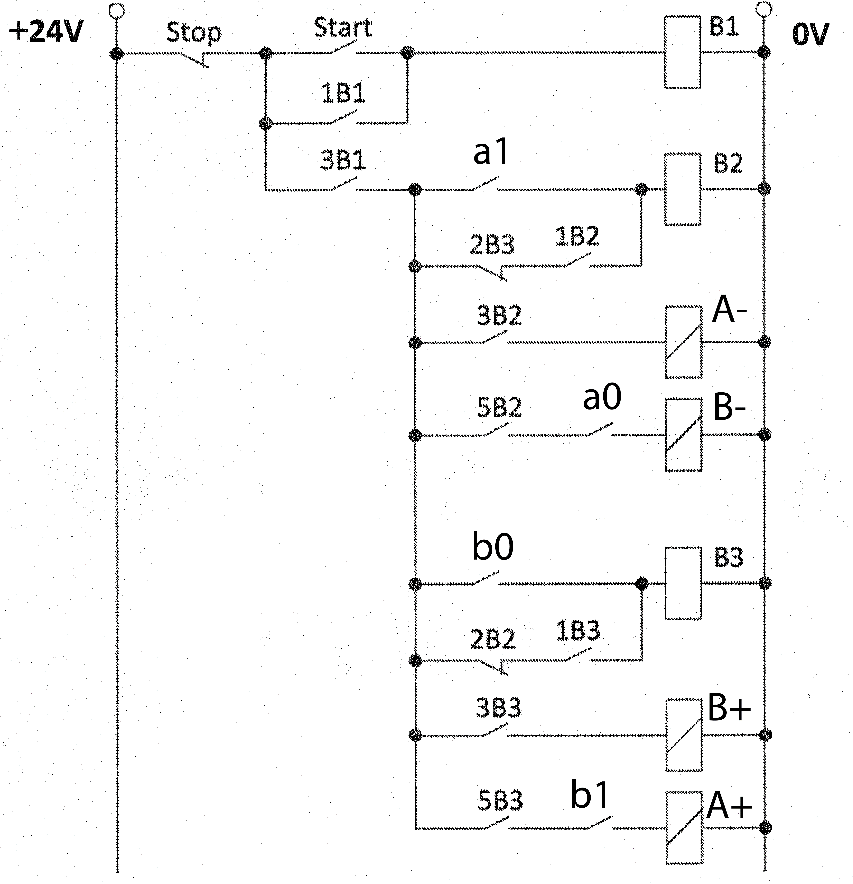 +24V
Stop
Start
B1
0V
1B1
3B1
a1
B2
2B3
1B2
3B2
A-
5B2
a0
B-
b0
B3
2B2
1B3
3B3
B+
5B3
b1
A+